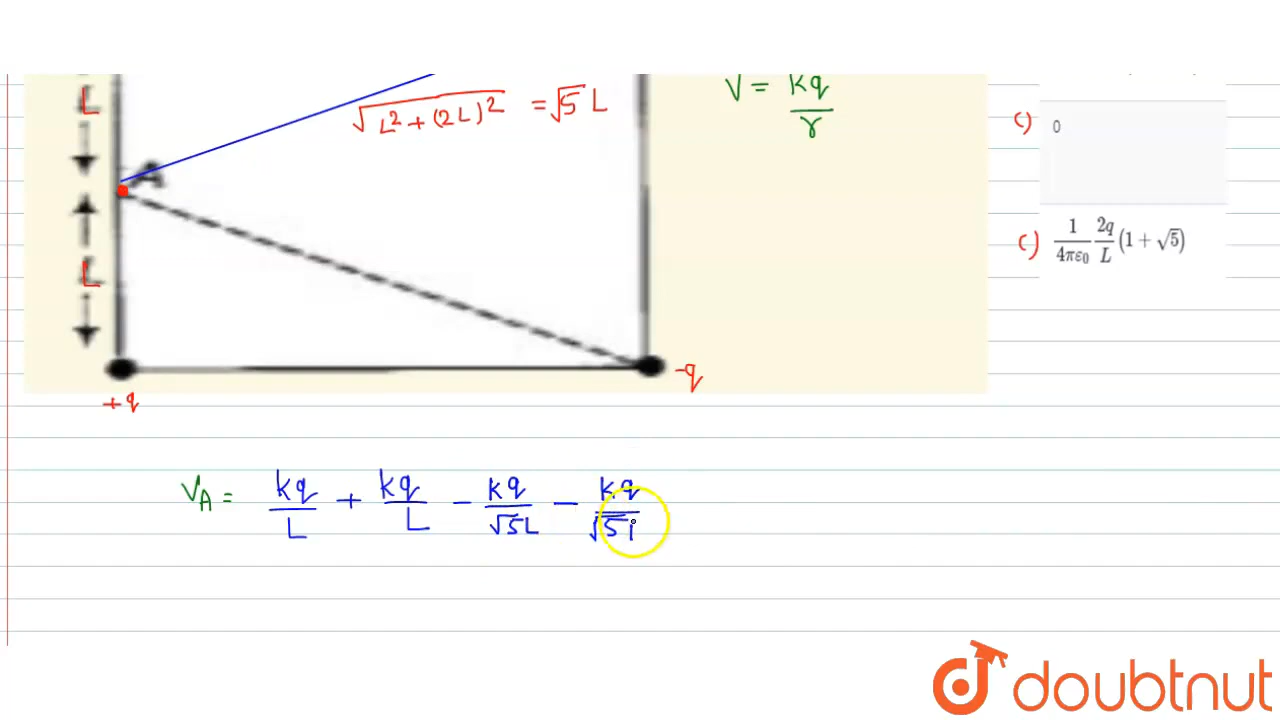 L
√L² + (2L)² = √5 L
V = kq/r
c) 0
A
L
c) 1/4πε₀ 2q/L (1 + √5)
-q
+q
V_A = kq/L + kq/L - kq/√5L - kq/√5L
doubtnut